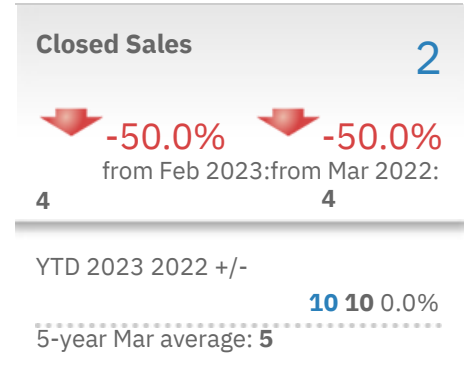 Closed Sales
2
-50.0% -50.0%
from Feb 2023:from Mar 2022:
4 4
YTD 2023 2022 +/-
10 10 0.0%
5-year Mar average: 5